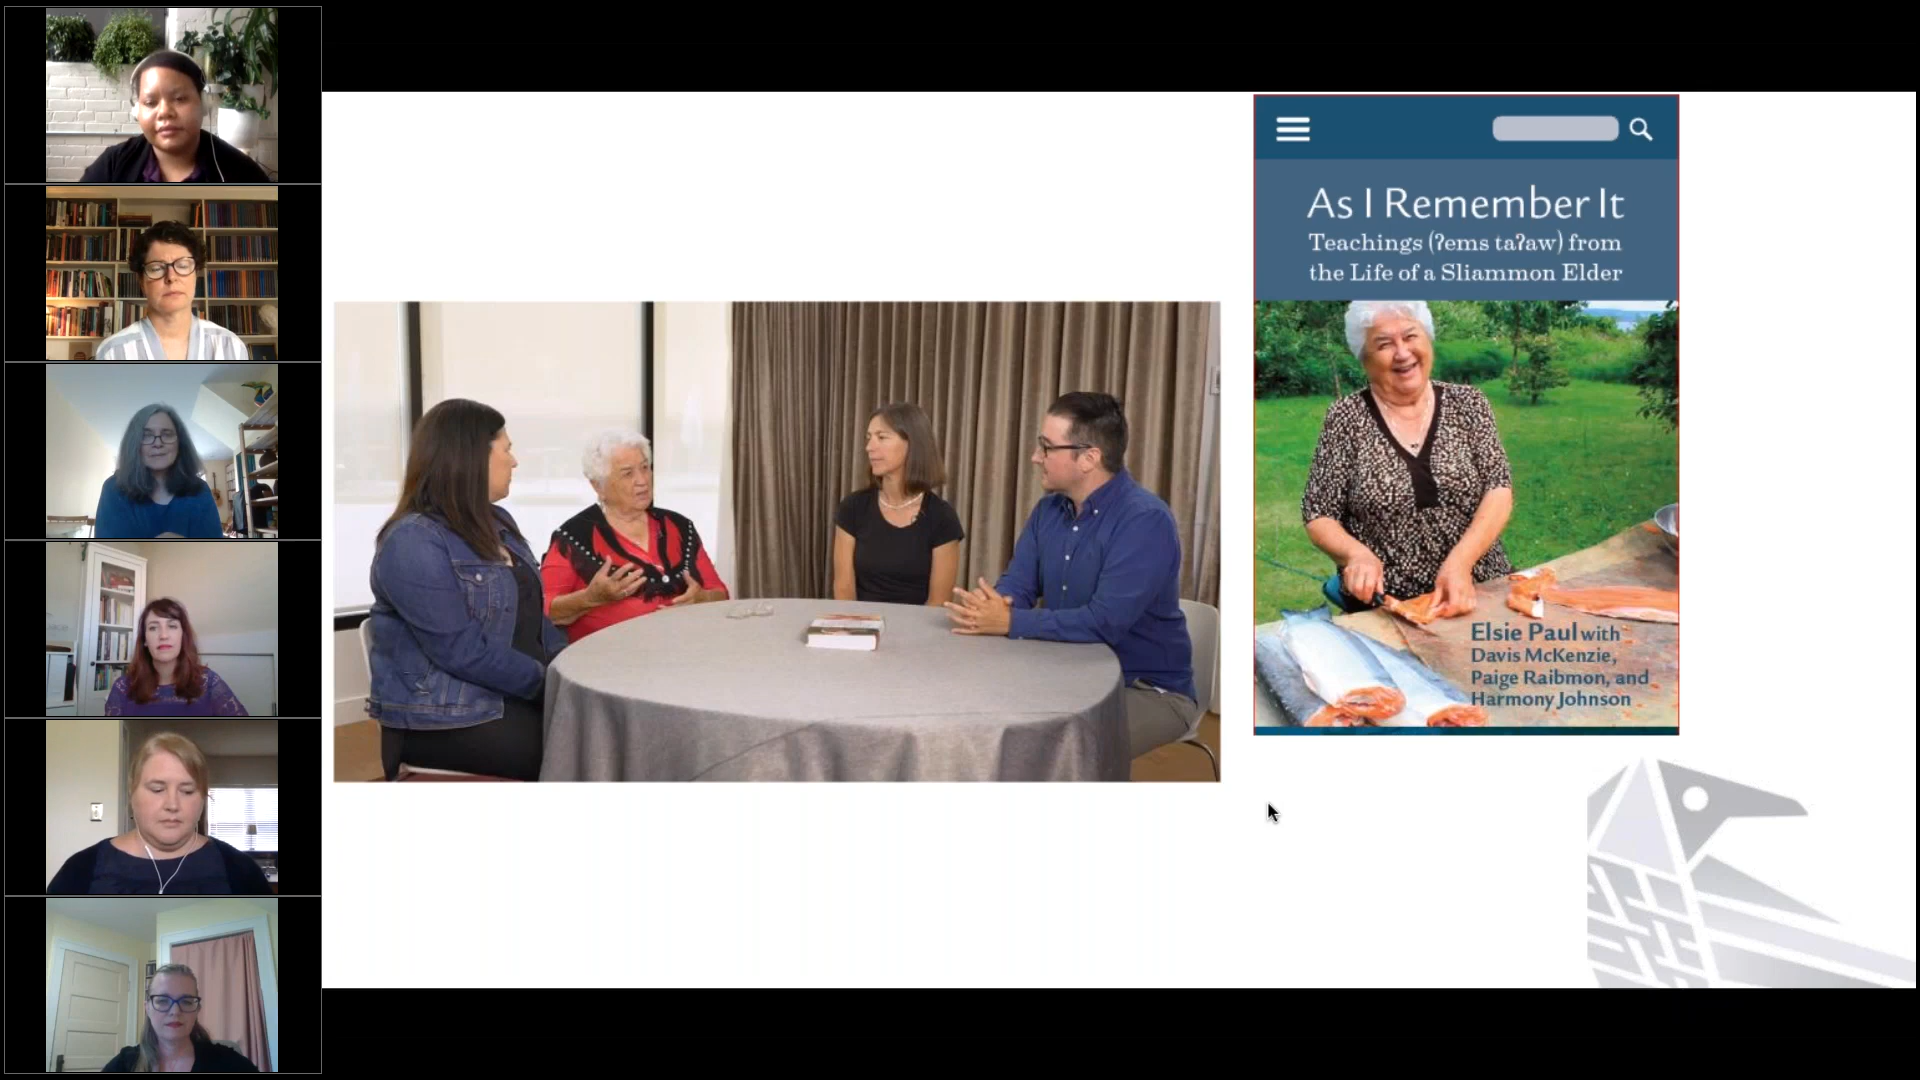 As I Remember It
Teachings (ʔems taʔaw) from
the Life of a Sliammon Elder
Elsie Paul with
Davis McKenzie,
Paige Raibmon, and
Harmony Johnson